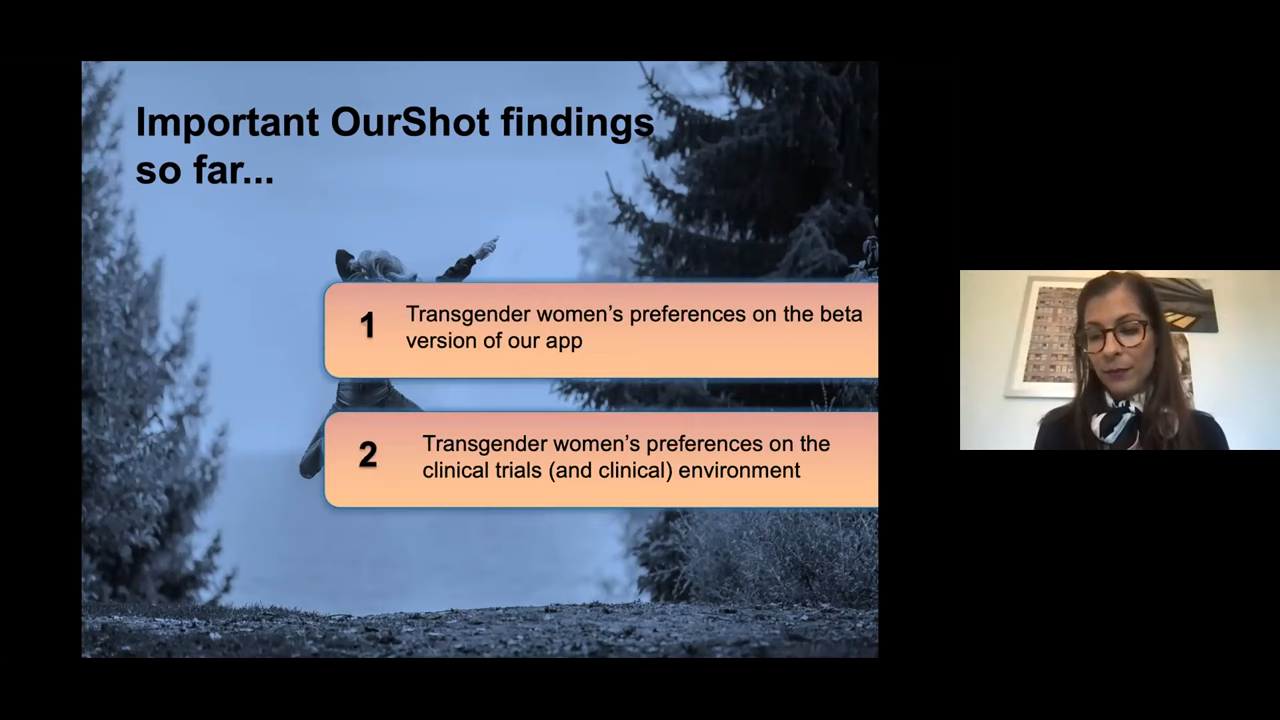 Important OurShot findings
so far...
1
Transgender women’s preferences on the beta
version of our app
2
Transgender women’s preferences on the
clinical trials (and clinical) environment